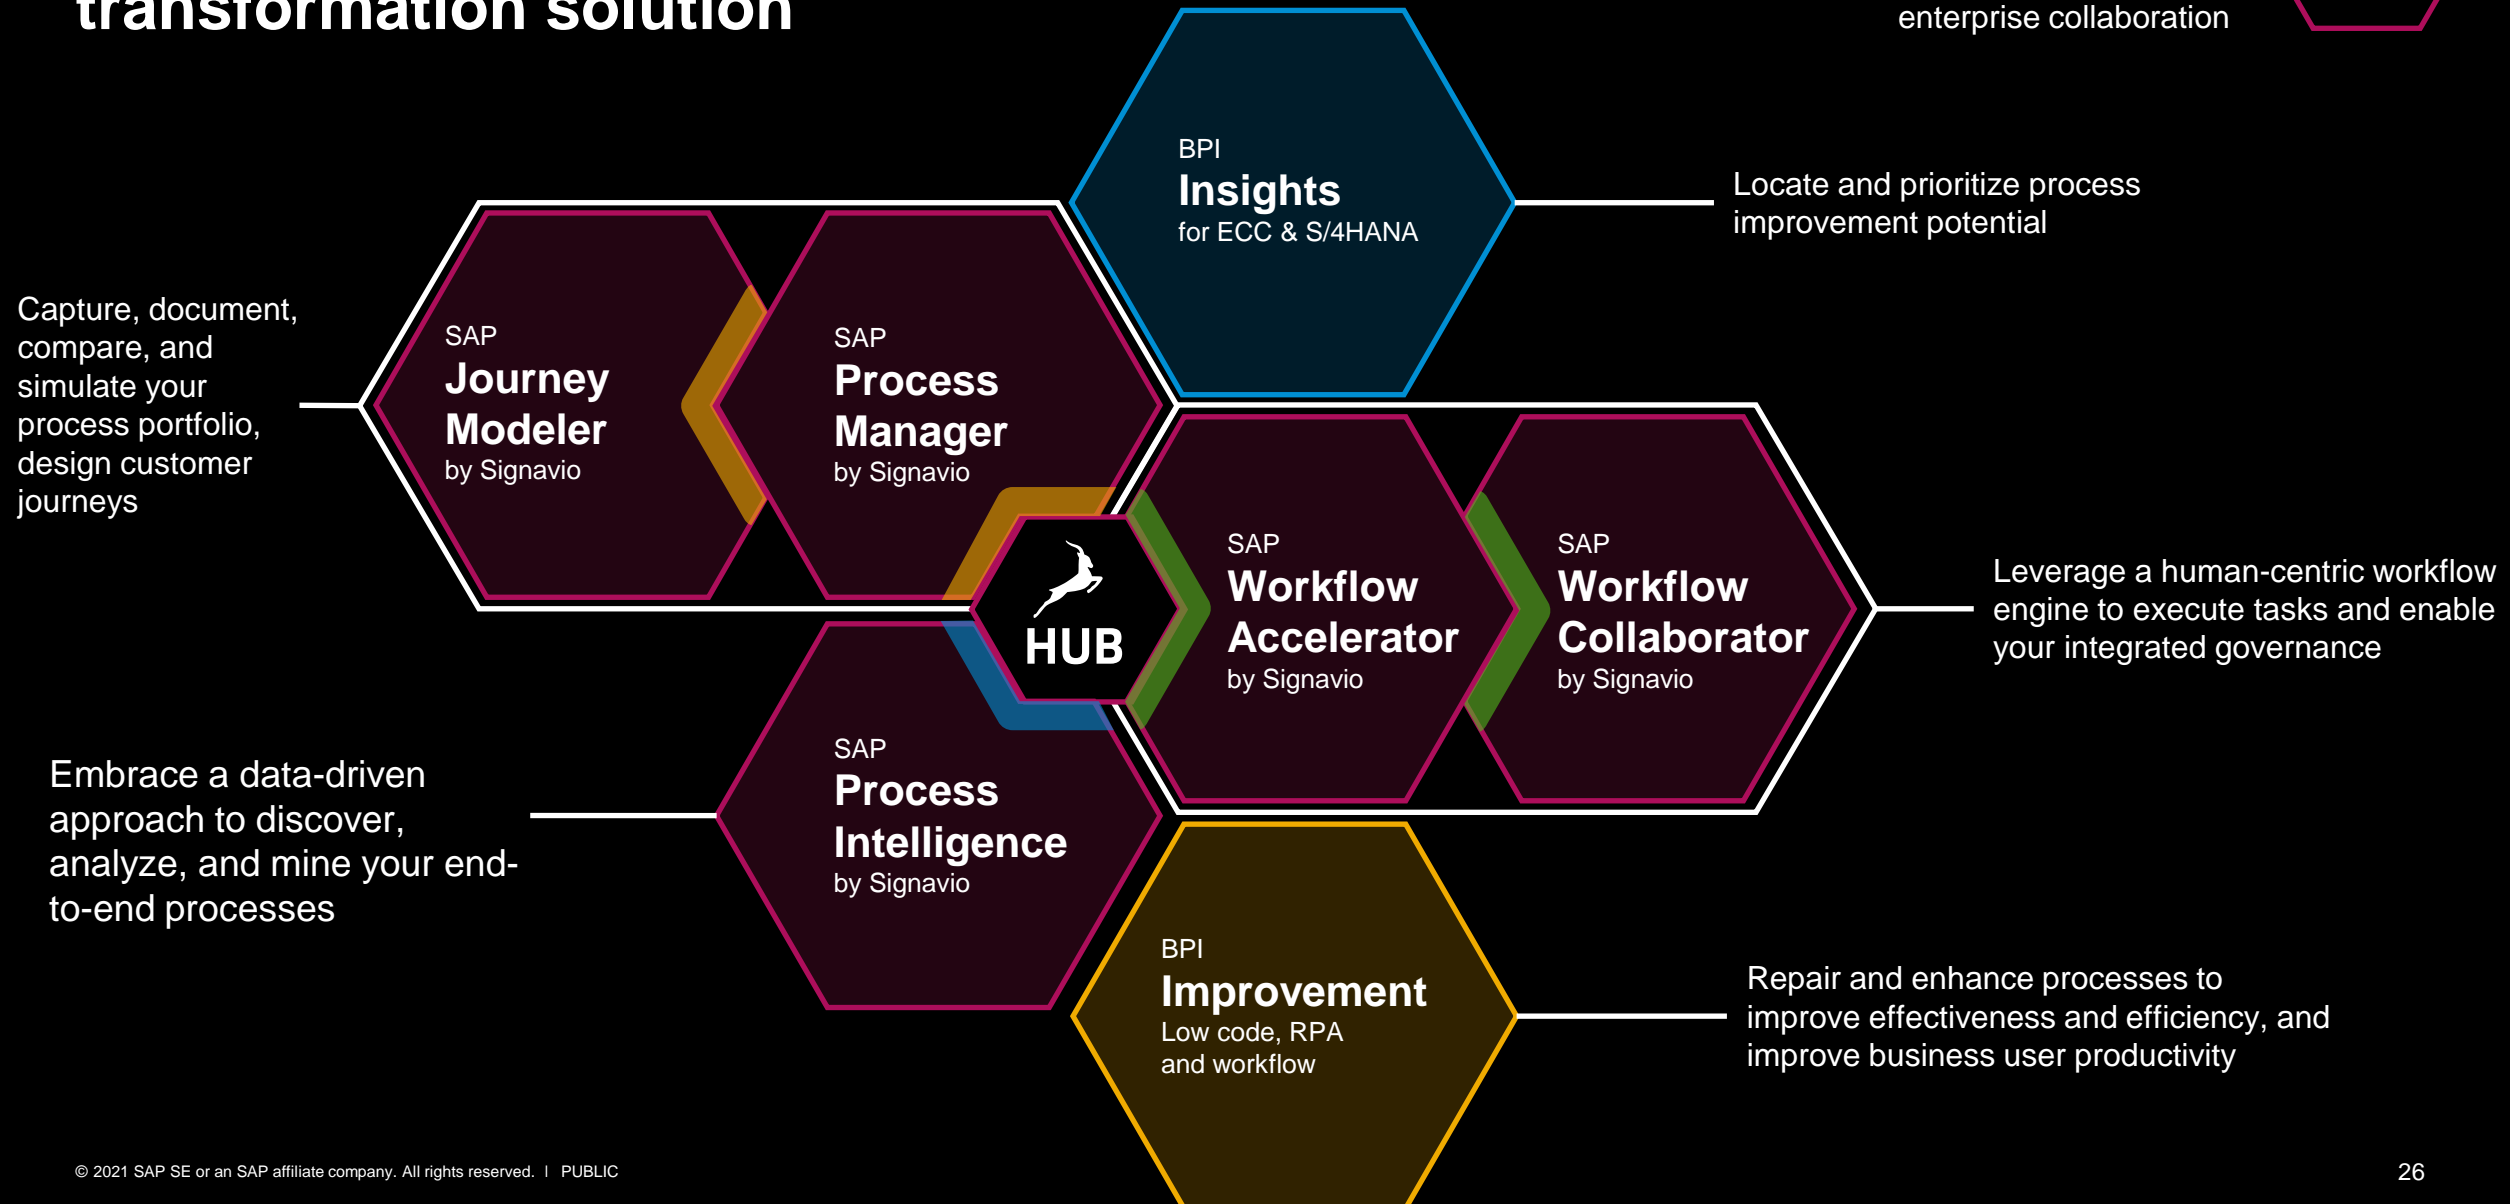 transformation solution
enterprise collaboration
BPI
Insights
for ECC & S/4HANA
Locate and prioritize process
improvement potential
Capture, document,
compare, and
simulate your
process portfolio,
design customer
journeys
SAP
Journey
Modeler
by Signavio
SAP
Process
Manager
by Signavio
HUB
SAP
Workflow
Accelerator
by Signavio
SAP
Workflow
Collaborator
by Signavio
Leverage a human-centric workflow
engine to execute tasks and enable
your integrated governance
Embrace a data-driven
approach to discover,
analyze, and mine your end-
to-end processes
SAP
Process
Intelligence
by Signavio
BPI
Improvement
Low code, RPA
and workflow
Repair and enhance processes to
improve effectiveness and efficiency, and
improve business user productivity
© 2021 SAP SE or an SAP affiliate company. All rights reserved. ǀ PUBLIC
26